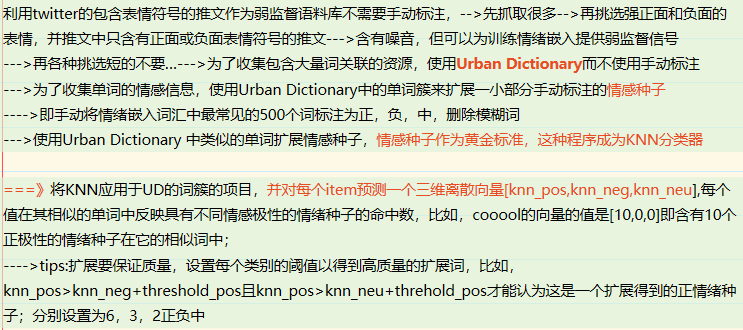 利用twitter的包含表情符号的推文作为弱监督语料库不需要手动标注，-->先抓取很多-->再挑选强正面和负面的
表情，并推文中只含有正面或负面表情符号的推文--->含有噪音，但可以为训练情绪嵌入提供弱监督信号
--->再各种挑选短的不要...--->为了收集包含大量词关联的资源，使用Urban Dictionary而不使用手动标注
--->为了收集单词的情感信息，使用Urban Dictionary中的单词簇来扩展一小部分手动标注的情感种子
---->即手动将情绪嵌入词汇中最常见的500个词标注为正，负，中，删除模糊词
--->使用Urban Dictionary 中类似的单词扩展情感种子，情感种子作为黄金标准，这种程序成为KNN分类器
===》将KNN应用于UD的词簇的项目，并对每个item预测一个三维离散向量[knn_pos,knn_neg,knn_neu],每个
值在其相似的单词中反映具有不同情感极性的情绪种子的命中数，比如，cooool的向量的值是[10,0,0]即含有10个
正极性的情绪种子在它的相似词中；
---->tips:扩展要保证质量，设置每个类别的阈值以得到高质量的扩展词，比如，
knn_pos>knn_neg+threshold_pos且knn_pos>knn_neu+threhold_pos才能认为这是一个扩展得到的正情绪种
子；分别设置为6，3，2正负中